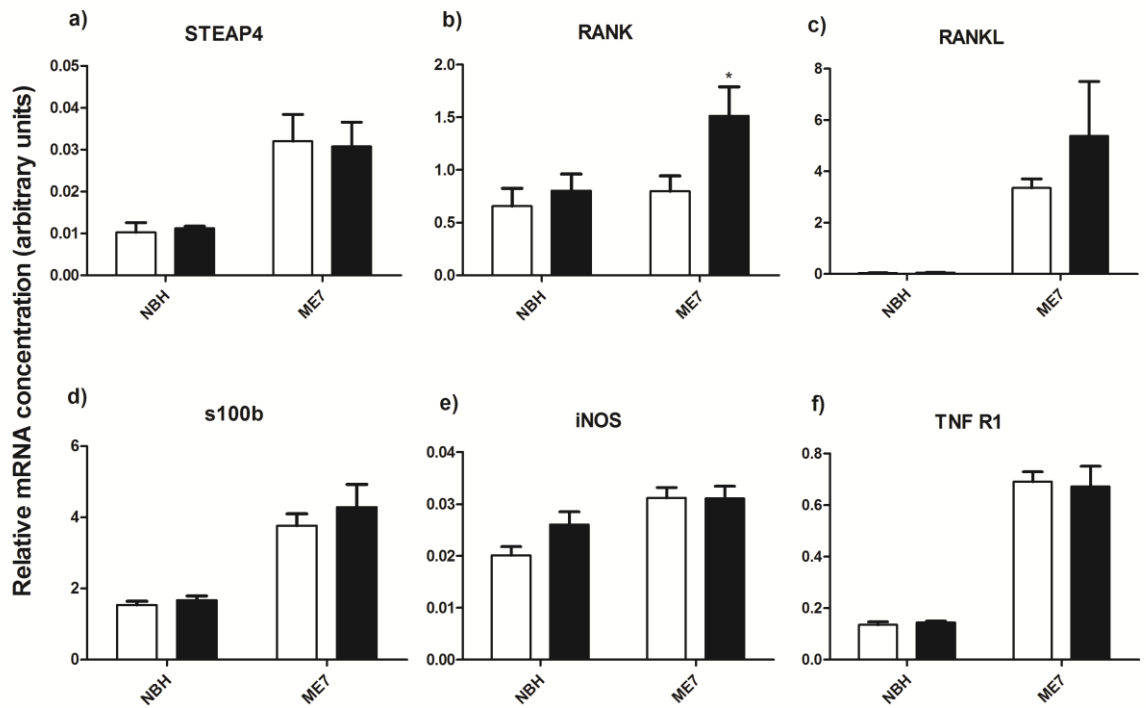 Relative mRNA concentration (arbitrary units)
a)
STEAP4
0.05
0.04
0.03
0.02
0.01
0.00
NBH
ME7
b)
RANK
2.0
1.5
1.0
0.5
0.0
*
NBH
ME7
c)
RANKL
8
6
4
2
0
NBH
ME7
d)
s100b
6
4
2
0
NBH
ME7
e)
iNOS
0.04
0.03
0.02
0.01
0.00
NBH
ME7
f)
TNF R1
0.8
0.6
0.4
0.2
0.0
NBH
ME7